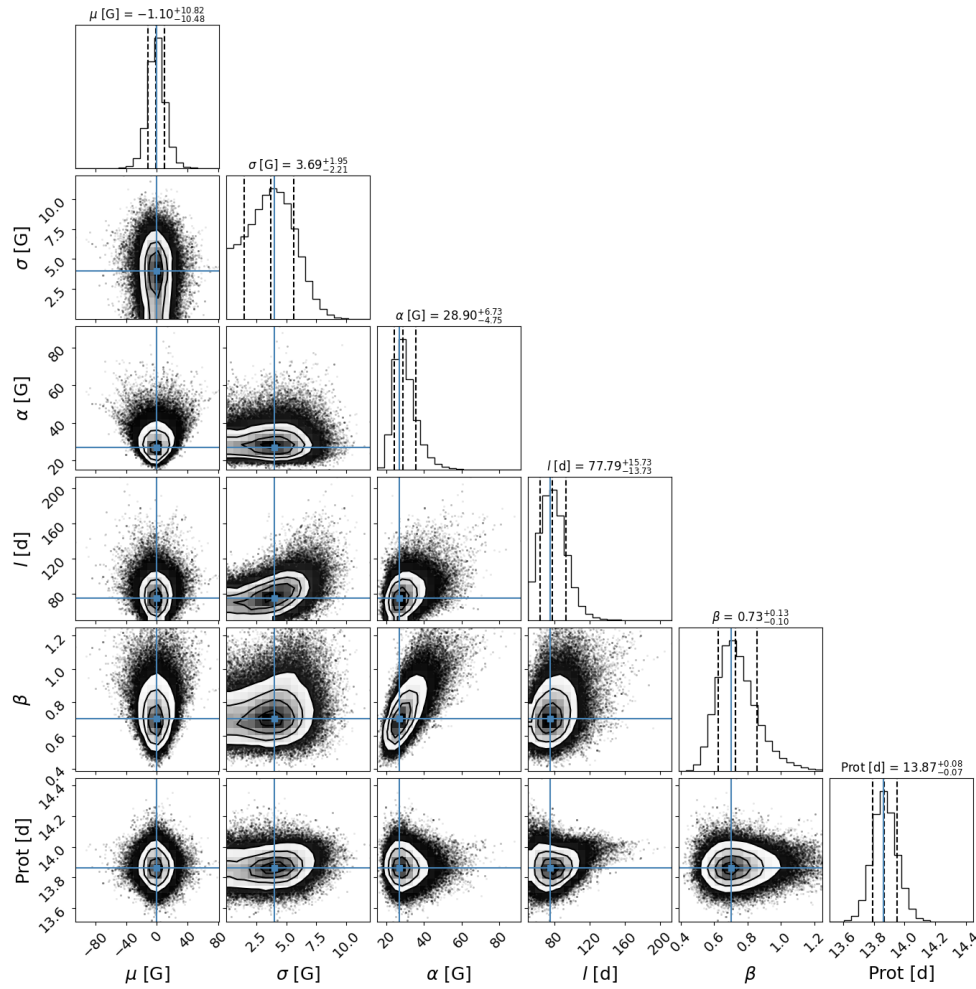 μ [G] = −1.10+10.82−10.48
σ [G] = 3.69+1.95−2.21
10.0
7.5
5.0
2.5
σ [G]
α [G] = 28.90+6.73−4.75
80
60
40
20
α [G]
l [d] = 77.79+15.73−13.73
200
160
120
80
l [d]
β = 0.73+0.13−0.10
1.2
1.0
0.8
0.6
0.4
β
Prot [d] = 13.87+0.08−0.07
14.4
14.2
14.0
13.8
13.6
Prot [d]
−80 −40 0 40 80
2.5 5.0 7.5 10.0
20 40 60 80
80 120 160 200
0.4 0.6 0.8 1.0 1.2
13.6 13.8 14.0 14.2 14.4
μ [G] σ [G] α [G] l [d] β Prot [d]